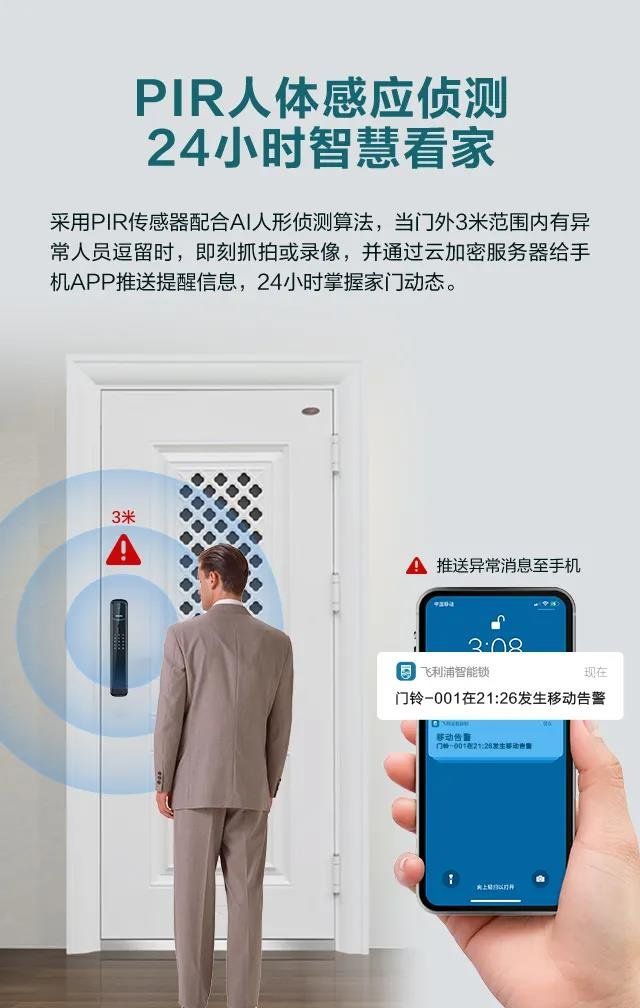 PIR人体感应侦测
24小时智慧看家
采用PIR传感器配合AI人形侦测算法，当门外3米范围内有异
常人员逗留时，即刻抓拍或录像，并通过云加密服务器给手
机APP推送提醒信息，24小时掌握家门动态。
3米
推送异常消息至手机
中国移动
3:08
飞利浦智能锁
现在
门铃-001在21:26发生移动告警
飞利浦智能锁
现在
移动告警
门铃-001在21:26发生移动告警
向上轻扫以打开